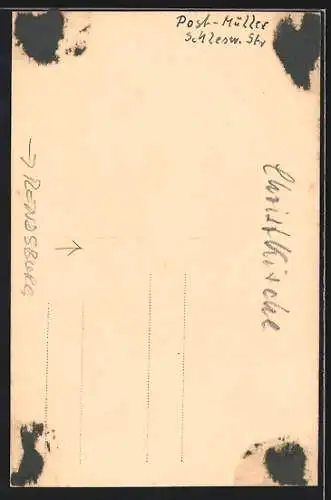 Post-Müller
Schlesw. Str
Christkirche
→ RENDSBURG